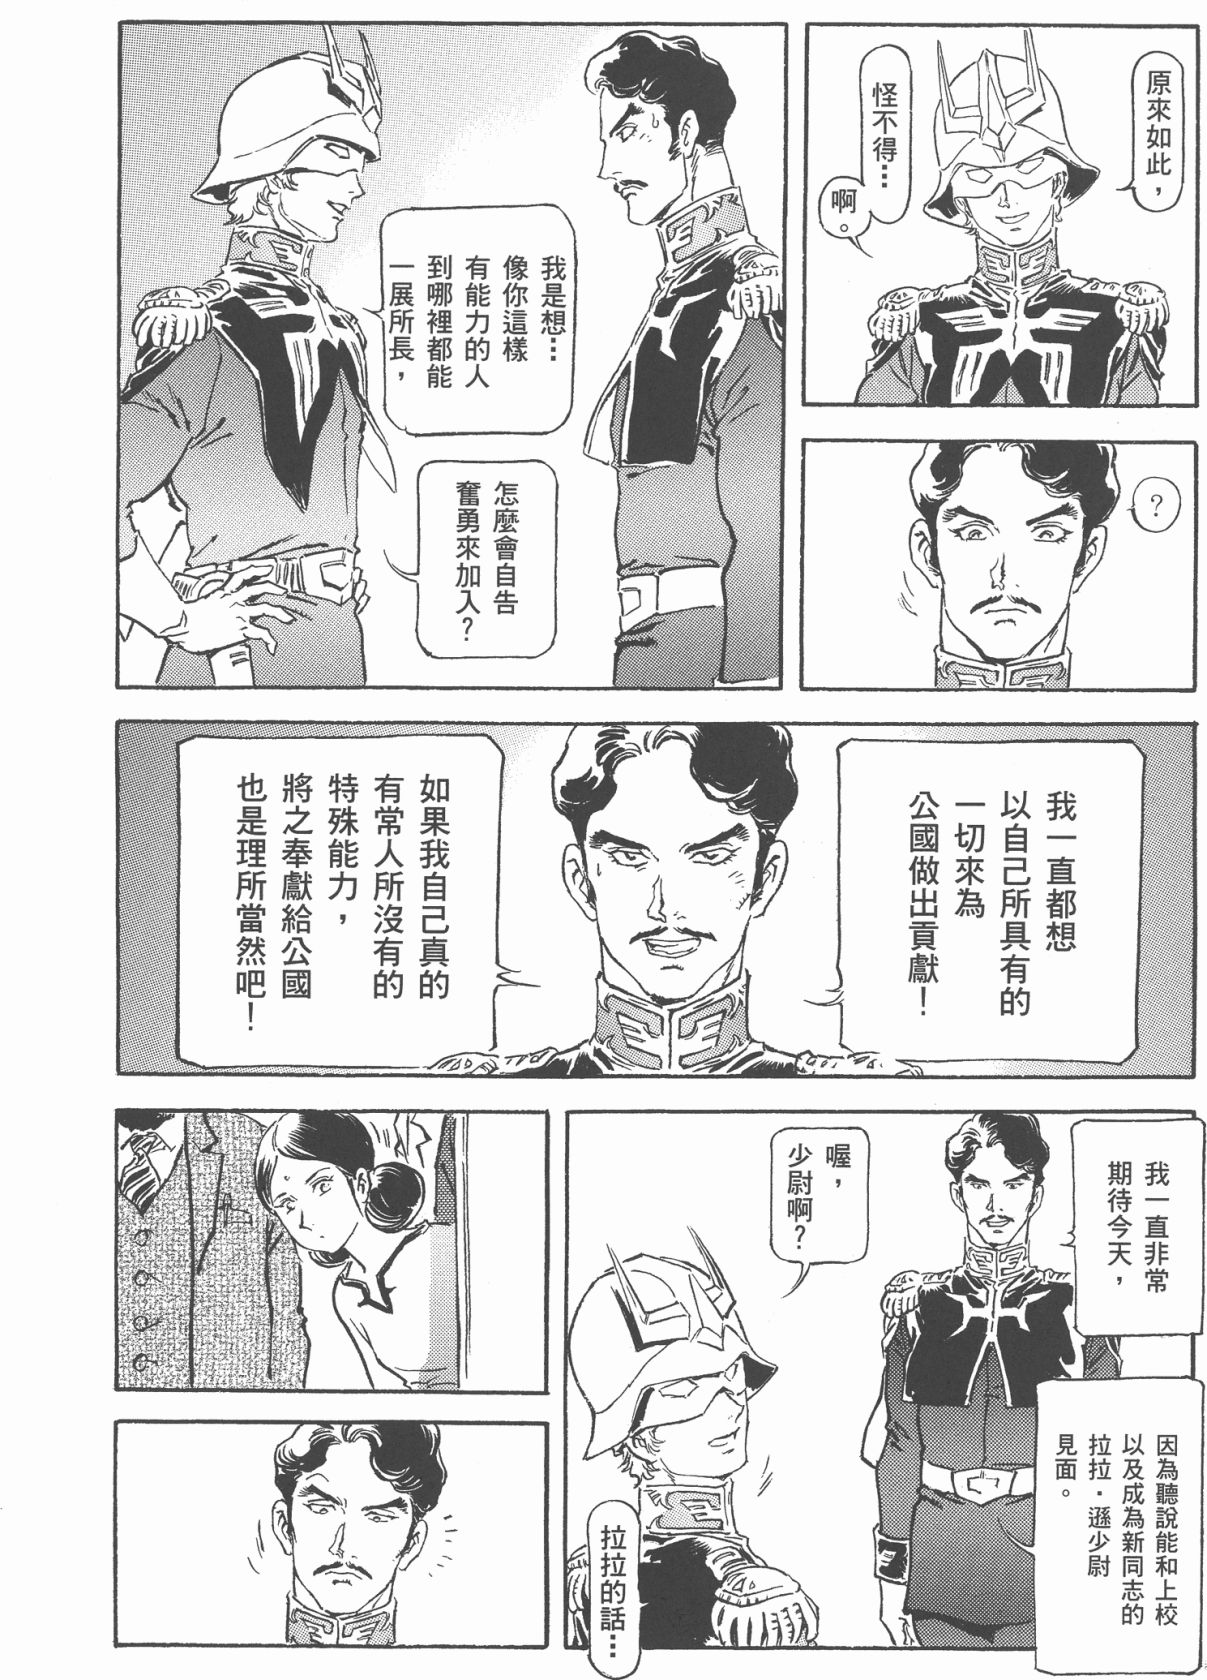 原來如此，
怪不得…
啊。
？
我是想…
像你這樣
有能力的人
到哪裡都能
一展所長，
怎麼會自告
奮勇來加入？
我一直都想
以自己所具有的
一切來為
公國做出貢獻！
如果我自己真的
有常人所沒有的
特殊能力，
將之奉獻給公國
也是理所當然吧！
我一直非常
期待今天，
因為聽說能和上校
以及成為新同志的
拉拉·遜少尉
見面。
喔，
少尉啊？
拉拉的話…